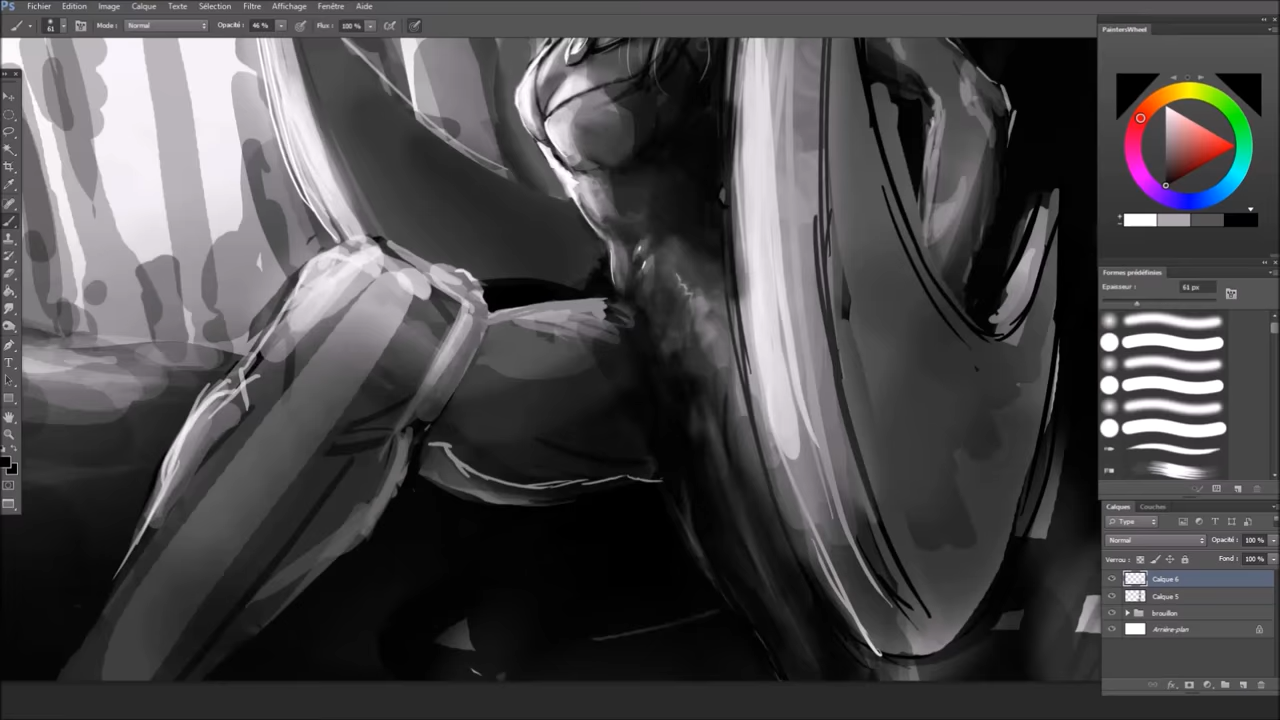 Ps Fichier Edition Image Calque Texte Sélection Filtre Affichage Fenêtre Aide
61 Mode : Normal Opacité : 46 % Flux : 100 %
PaintersWheel
Formes prédéfinies
Epaisseur : 61 px
Calques Couches
Type
Normal Opacité : 100 %
Verrou : Fond : 100 %
Calque 6
Calque 5
brouillon
Arrière-plan
fx